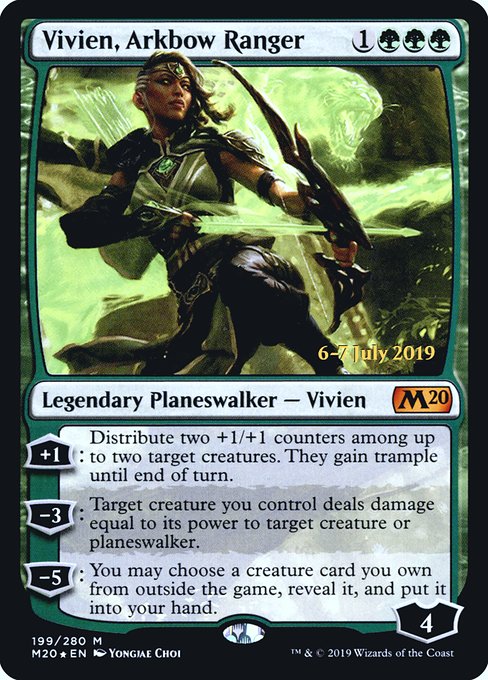 Vivien, Arkbow Ranger 1
6-7 July 2019
Legendary Planeswalker — Vivien M20
+1: Distribute two +1/+1 counters among up
to two target creatures. They gain trample
until end of turn.
−3: Target creature you control deals damage
equal to its power to target creature or
planeswalker.
−5: You may choose a creature card you own
from outside the game, reveal it, and put it
into your hand.
4
199/280 M
M20★EN Yongjae Choi
™ & © 2019 Wizards of the Coast